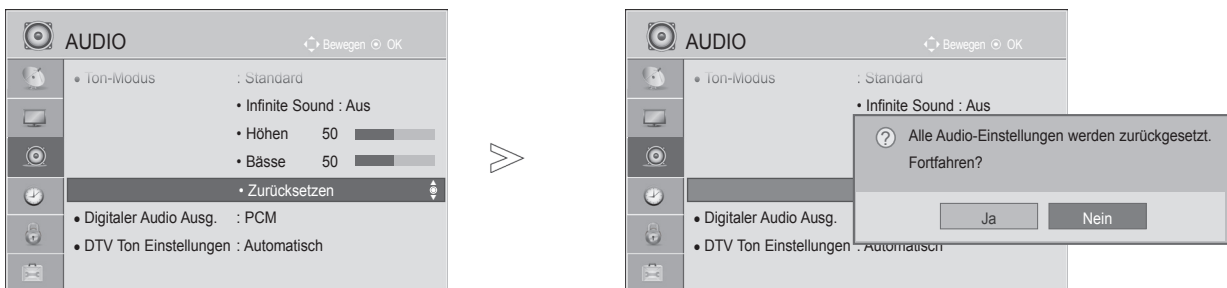 AUDIO
Bewegen OK
• Ton-Modus : Standard
• Infinite Sound : Aus
• Höhen 50
• Bässe 50
• Zurücksetzen
• Digitaler Audio Ausg. : PCM
• DTV Ton Einstellungen : Automatisch
AUDIO
Bewegen OK
• Ton-Modus : Standard
• Infinite Sound : Aus
? Alle Audio-Einstellungen werden zurückgesetzt.
Fortfahren?
Ja Nein
• Digitaler Audio Ausg.
• DTV Ton Einstellungen : Automatisch